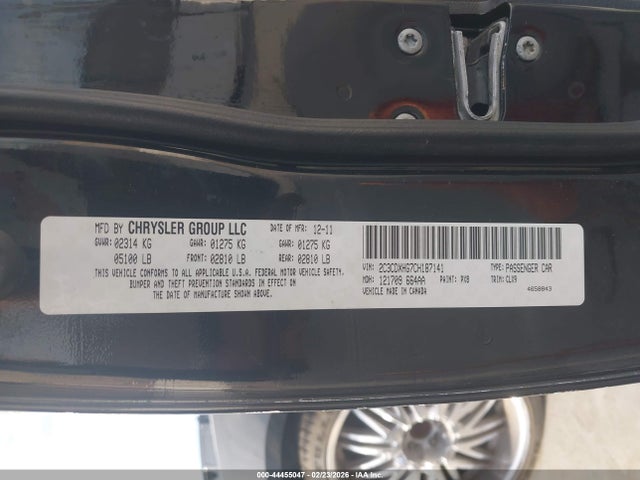 MFD BY CHRYSLER GROUP LLC DATE OF MFR: 12-11
GVWR: 02314 KG GAWR: 01275 KG GAWR: 01275 KG
05100 LB FRONT: 02810 LB REAR: 02810 LB
THIS VEHICLE CONFORMS TO ALL APPLICABLE U.S.A. FEDERAL MOTOR VEHICLE SAFETY,
BUMPER AND THEFT PREVENTION STANDARDS IN EFFECT ON
THE DATE OF MANUFACTURE SHOWN ABOVE.
VIN: 2C3CDXHG7CH187141 TYPE: PASSENGER CAR
MDH: 121709 664AA PAINT: PX8 TRIM: CLX9
VEHICLE MADE IN CANADA 4658843
000-44455047 - 02/23/2026 - COPART